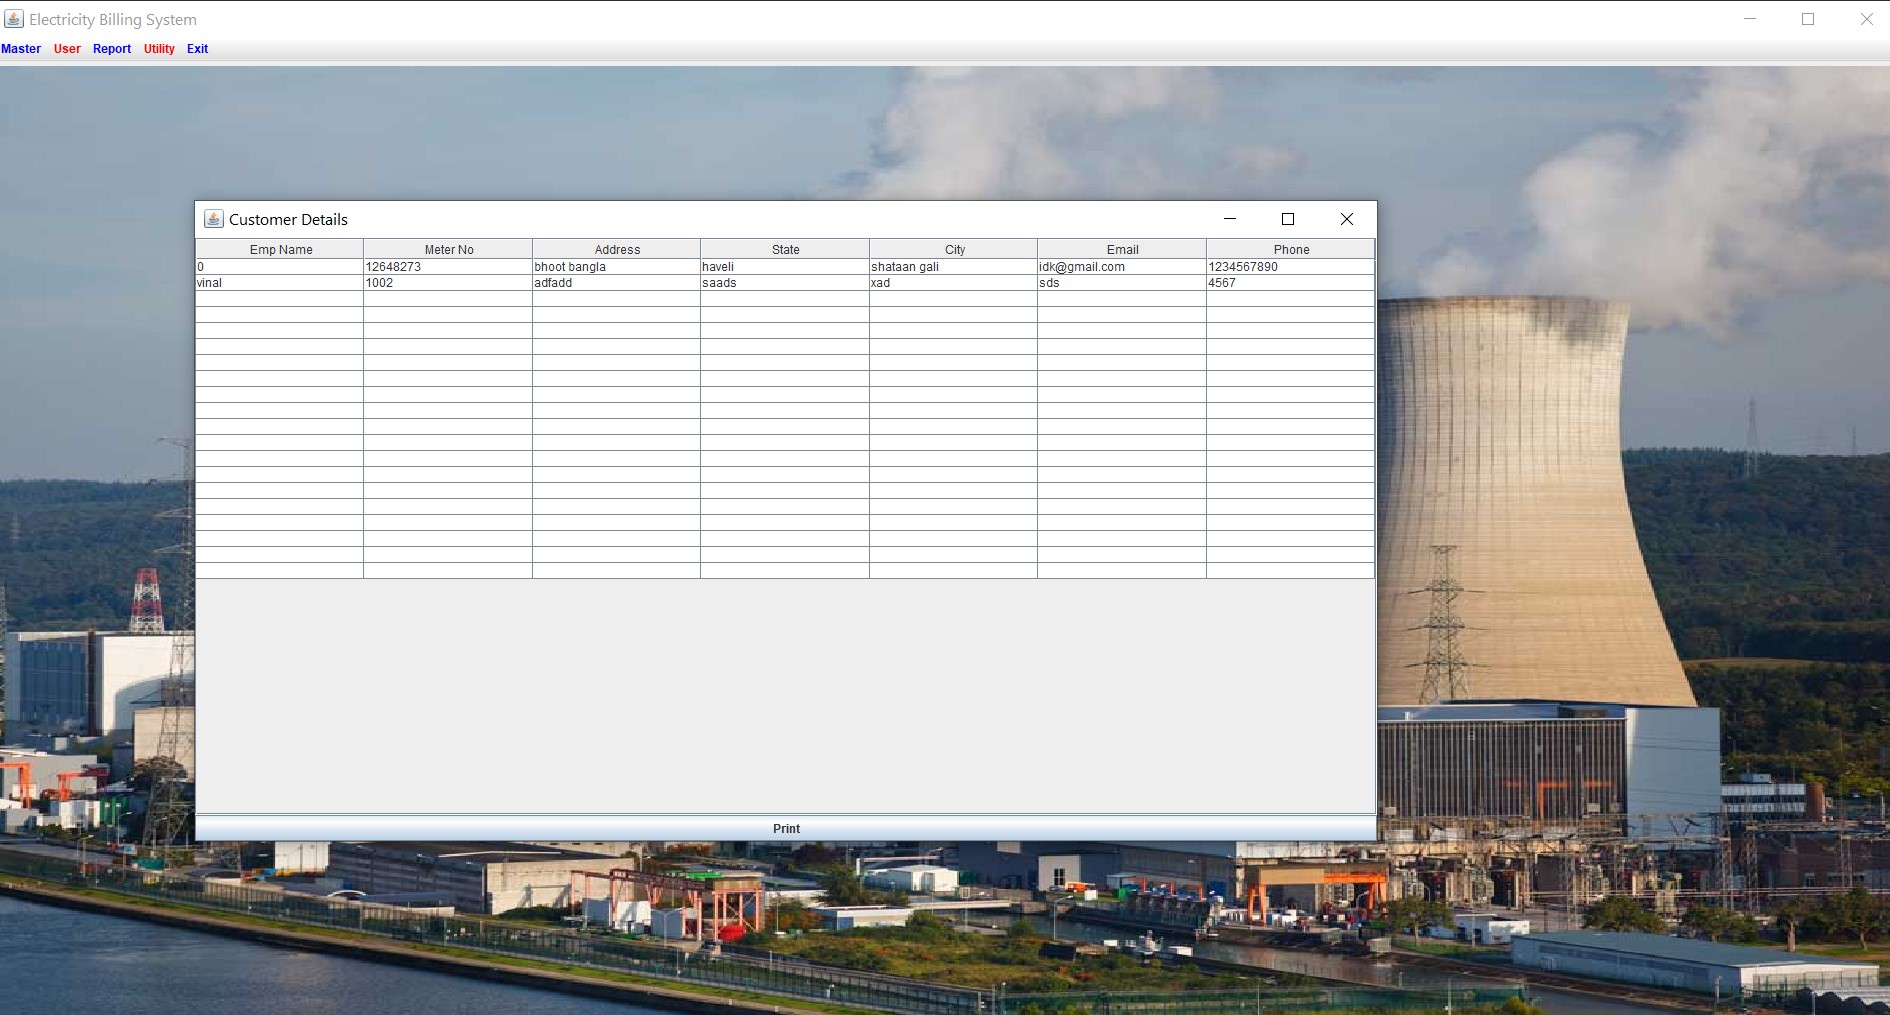 Electricity Billing System
Master User Report Utility Exit
Customer Details
Emp Name Meter No Address State City Email Phone
0 12648273 bhoot bangla haveli shataan gali idk@gmail.com 1234567890
vinal 1002 adfadd saads xad sds 4567
Print